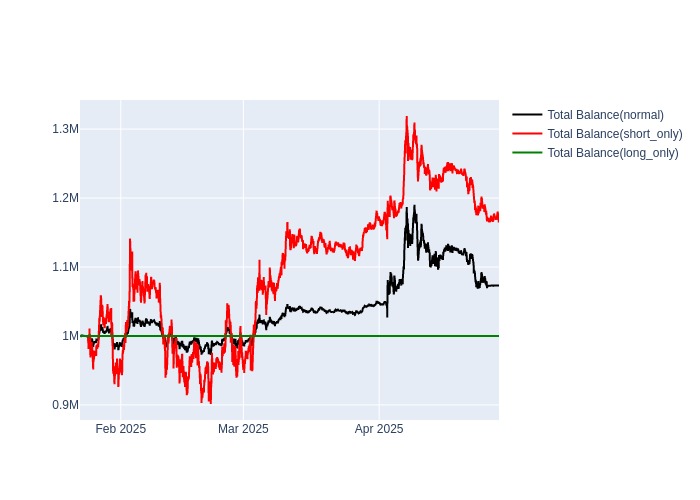 1.3M
1.2M
1.1M
1M
0.9M
Feb 2025
Mar 2025
Apr 2025
Total Balance(normal)
Total Balance(short_only)
Total Balance(long_only)